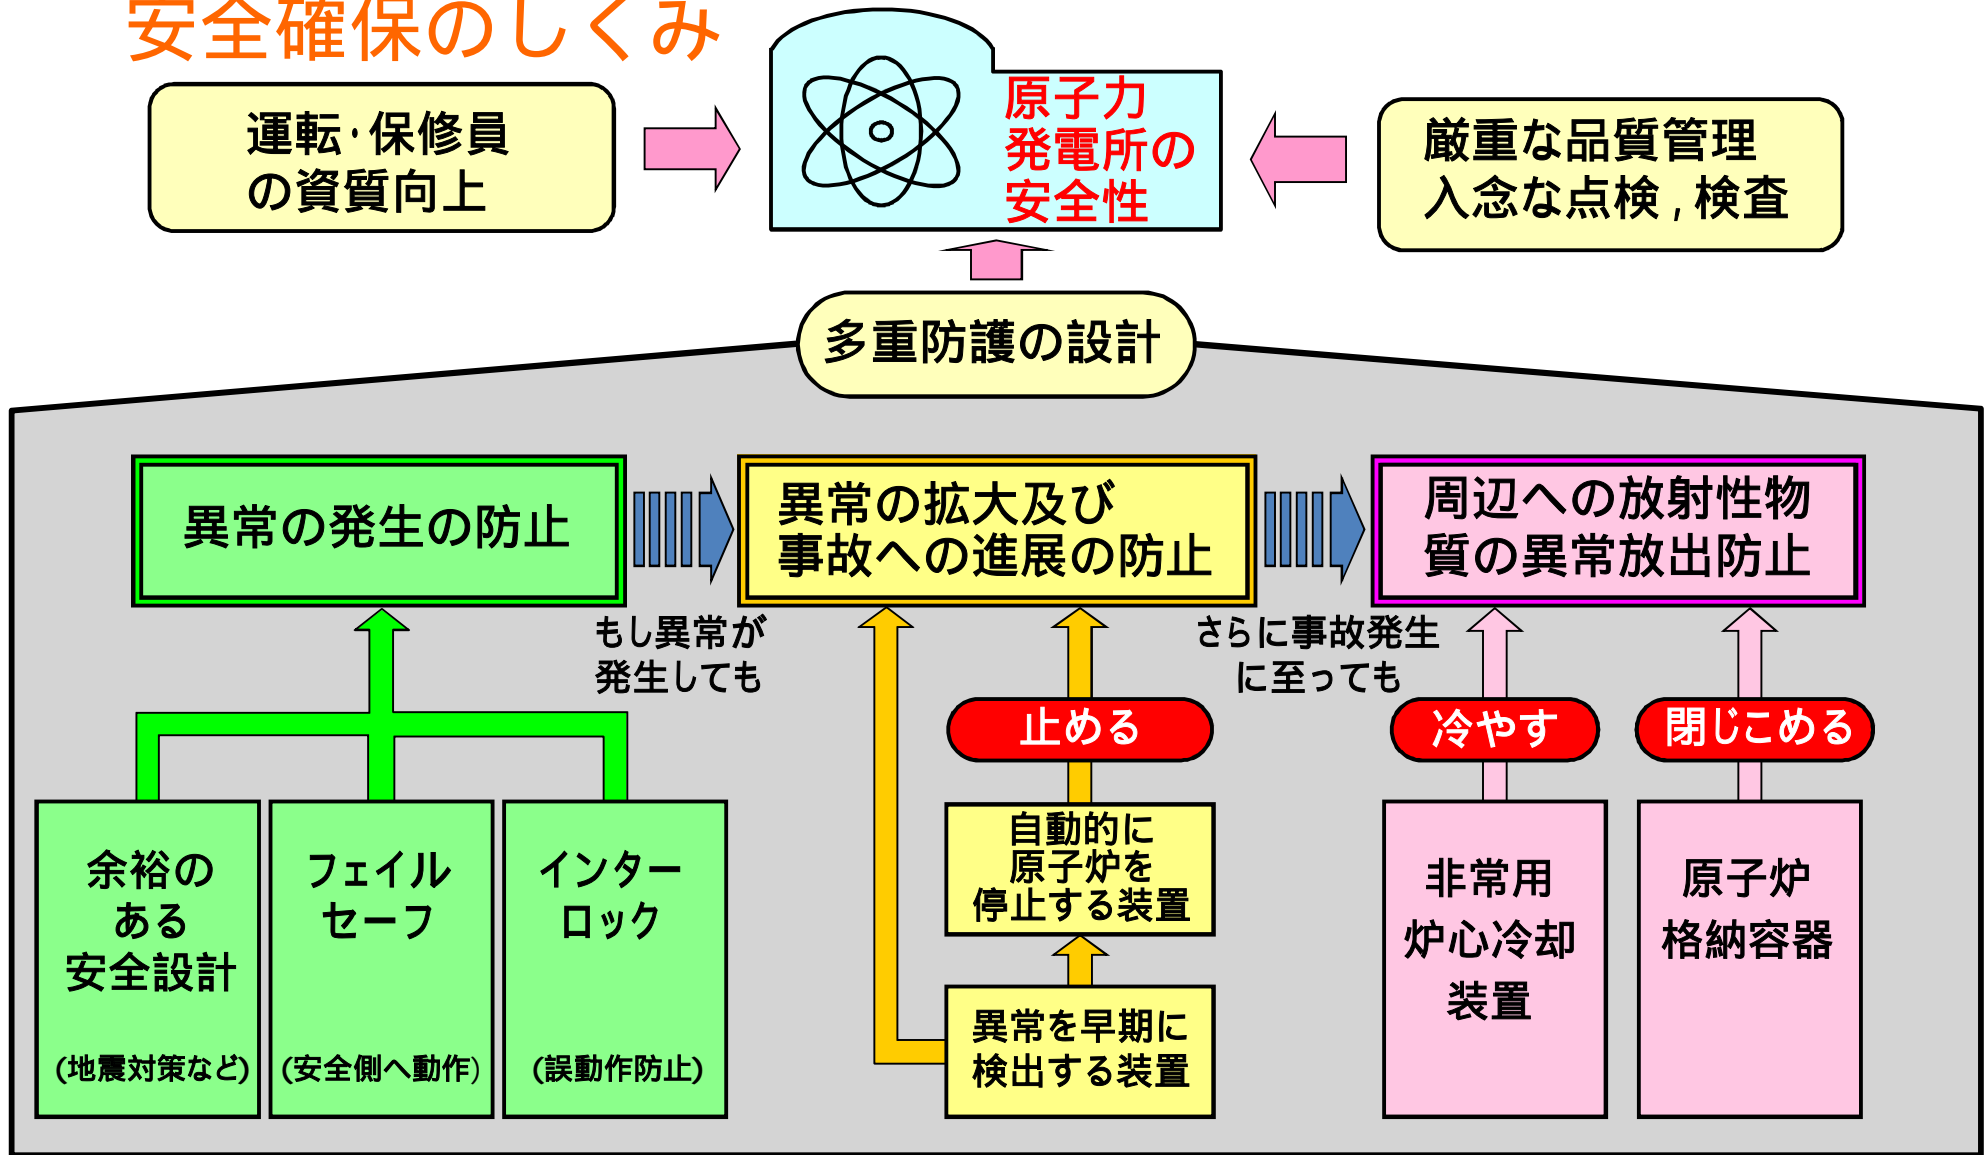 安全確保のしくみ
運転･保修員
の資質向上
原子力
発電所の
安全性
厳重な品質管理
入念な点検,検査
多重防護の設計
異常の発生の防止
もし異常が
発生しても
異常の拡大及び
事故への進展の防止
さらに事故発生
に至っても
周辺への放射性物
質の異常放出防止
止める
冷やす
閉じこめる
余裕の
ある
安全設計
(地震対策など)
フェイル
セーフ
(安全側へ動作)
インター
ロック
(誤動作防止)
自動的に
原子炉を
停止する装置
異常を早期に
検出する装置
非常用
炉心冷却
装置
原子炉
格納容器